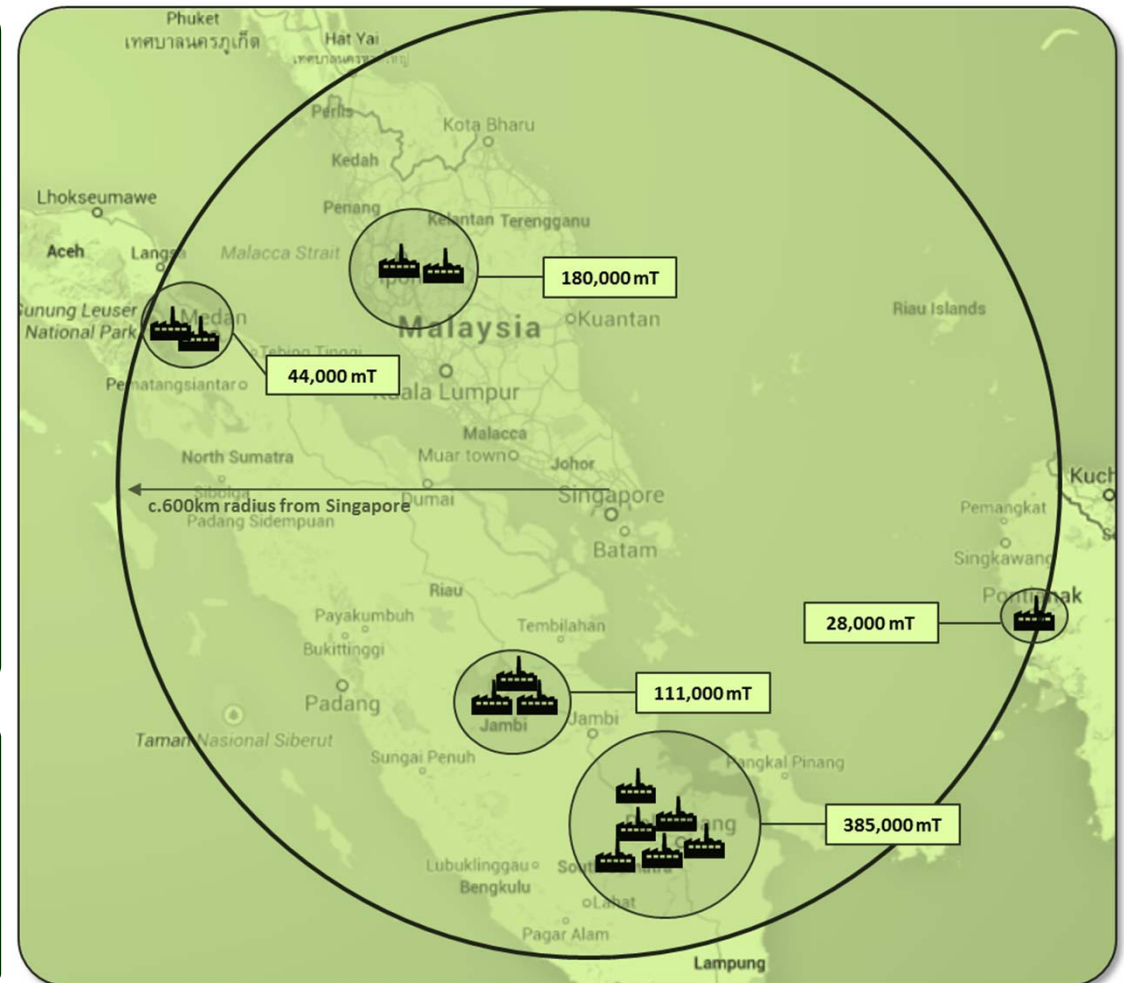 Phuket
เทศบาลนครภูเก็ต
Hat Yai
Perlis
Kota Bharu
Kedah
Lhokseumawe
Penang
Kelantan Terengganu
Aceh
Langsa
Malacca Strait
180,000 mT
Riau Islands
Medan
Malaysia
Kuantan
National Park
Tebing Tinggi
44,000 mT
Pematangsiantar
Kuala Lumpur
Malacca
North Sumatra
Muar town
Johor
Kuch
Sibolga
Dumai
Singapore
c.600km radius from Singapore
Padang Sidempuan
Pemangkat
Batam
Singkawang
Riau
Pontianak
Payakumbuh
Tembilahan
28,000 mT
Bukittinggi
111,000 mT
Padang
Jambi
Jambi
Taman Nasional Siberut
Sungai Penuh
Pangkal Pinang
385,000 mT
Lubuklinggau
Bengkulu
Lahat
Pagar Alam
Lampung